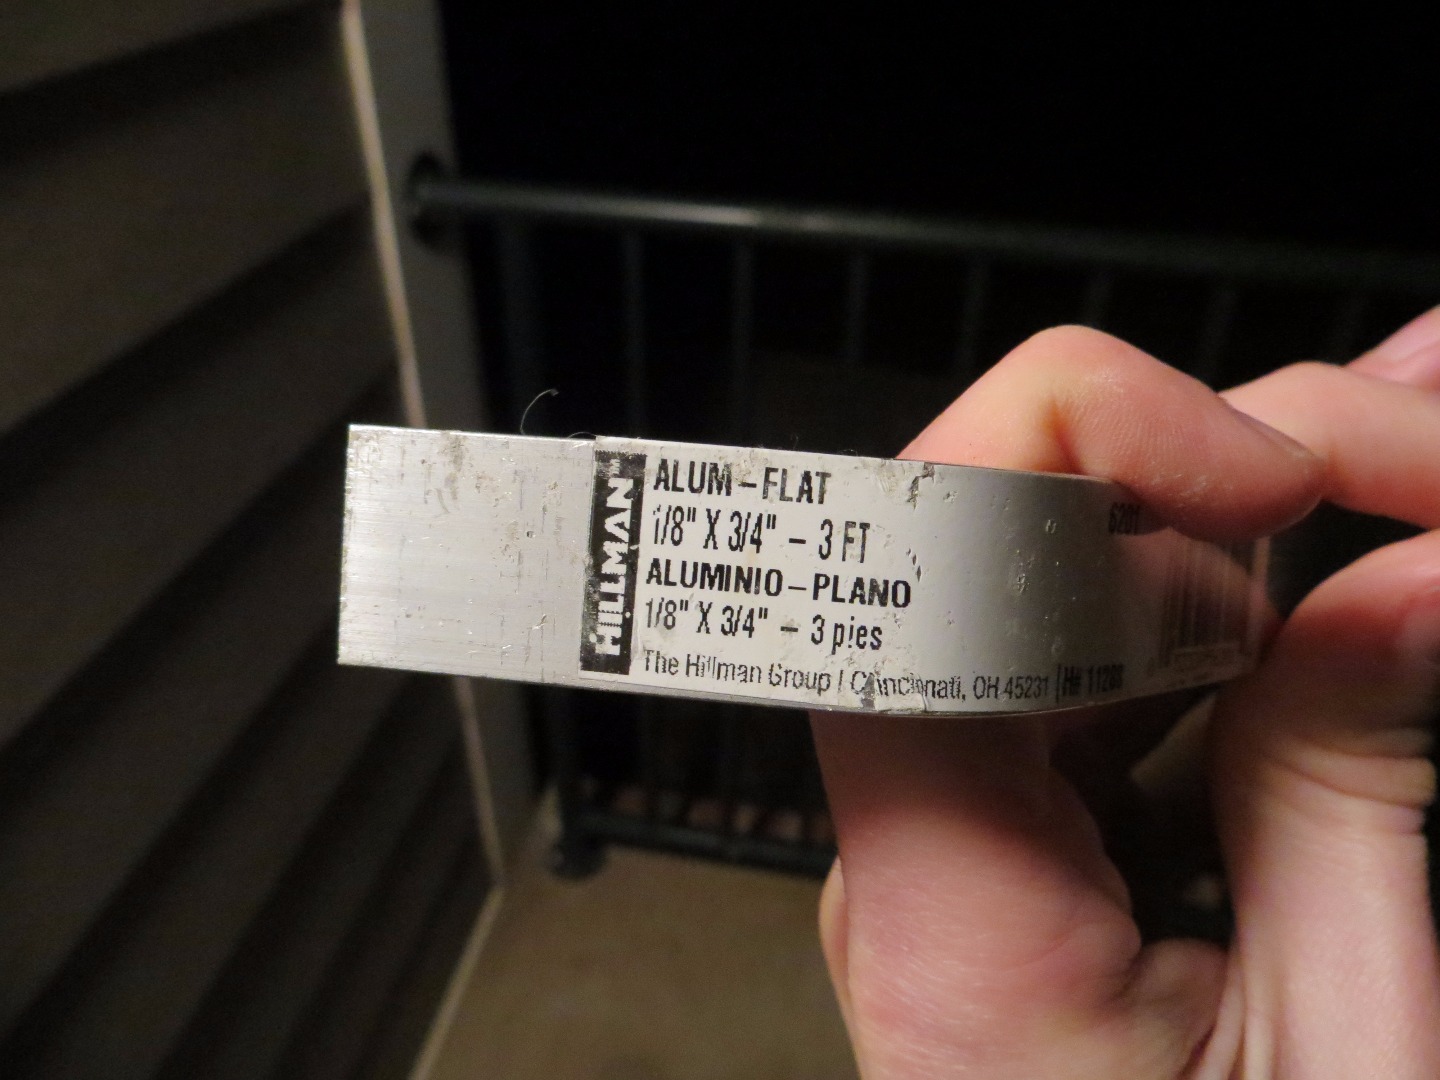 HILLMAN
ALUM-FLAT
1/8" X 3/4" - 3 FT
ALUMINIO-PLANO
1/8" X 3/4" - 3 pies
The Hillman Group | Cincinnati, OH 45231 | H#
6201